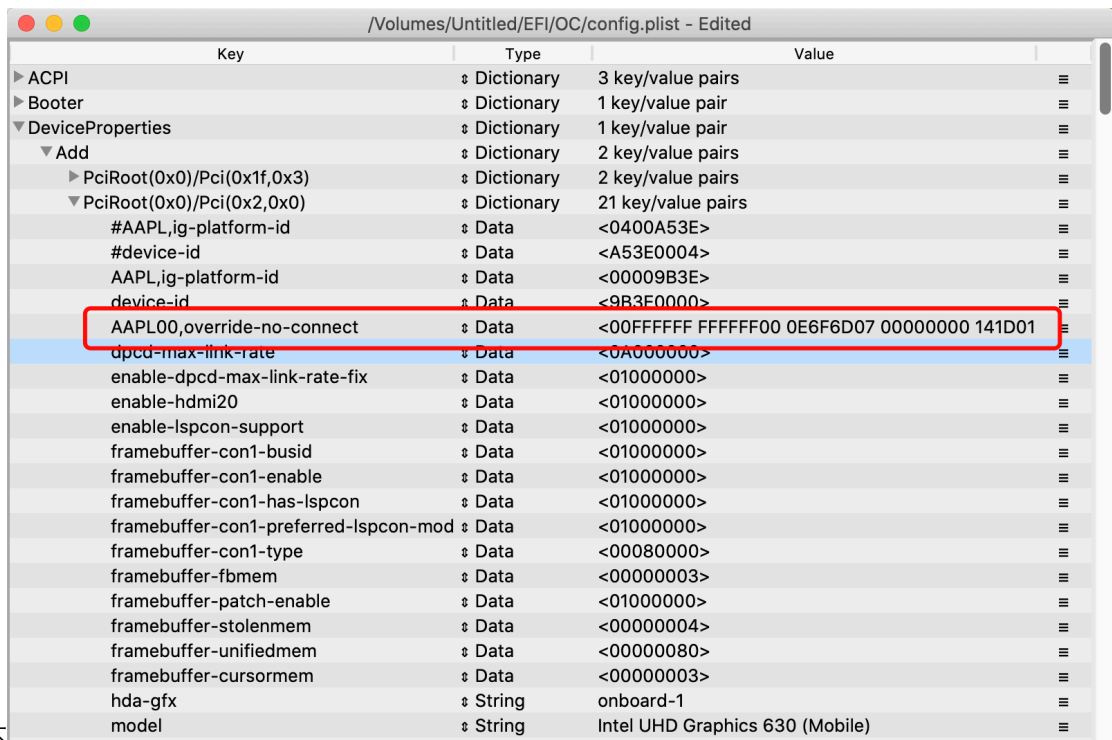 /Volumes/Untitled/EFI/OC/config.plist - Edited
Key Type Value
ACPI Dictionary 3 key/value pairs
Booter Dictionary 1 key/value pair
DeviceProperties Dictionary 1 key/value pair
Add Dictionary 2 key/value pairs
PciRoot(0x0)/Pci(0x1f,0x3) Dictionary 2 key/value pairs
PciRoot(0x0)/Pci(0x2,0x0) Dictionary 21 key/value pairs
#AAPL,ig-platform-id Data <0400A53E>
#device-id Data <A53E0004>
AAPL,ig-platform-id Data <00009B3E>
device-id Data <9B3E0000>
AAPL00,override-no-connect Data <00FFFFFF FFFFFF00 0E6F6D07 00000000 141D01
dpcd-max-link-rate Data <0A000000>
enable-dpcd-max-link-rate-fix Data <01000000>
enable-hdmi20 Data <01000000>
enable-lspcon-support Data <01000000>
framebuffer-con1-busid Data <01000000>
framebuffer-con1-enable Data <01000000>
framebuffer-con1-has-lspcon Data <01000000>
framebuffer-con1-preferred-lspcon-mod Data <01000000>
framebuffer-con1-type Data <00080000>
framebuffer-fbmem Data <00000003>
framebuffer-patch-enable Data <01000000>
framebuffer-stolenmem Data <00000004>
framebuffer-unifiedmem Data <00000080>
framebuffer-cursormem Data <00000003>
hda-gfx String onboard-1
model String Intel UHD Graphics 630 (Mobile)